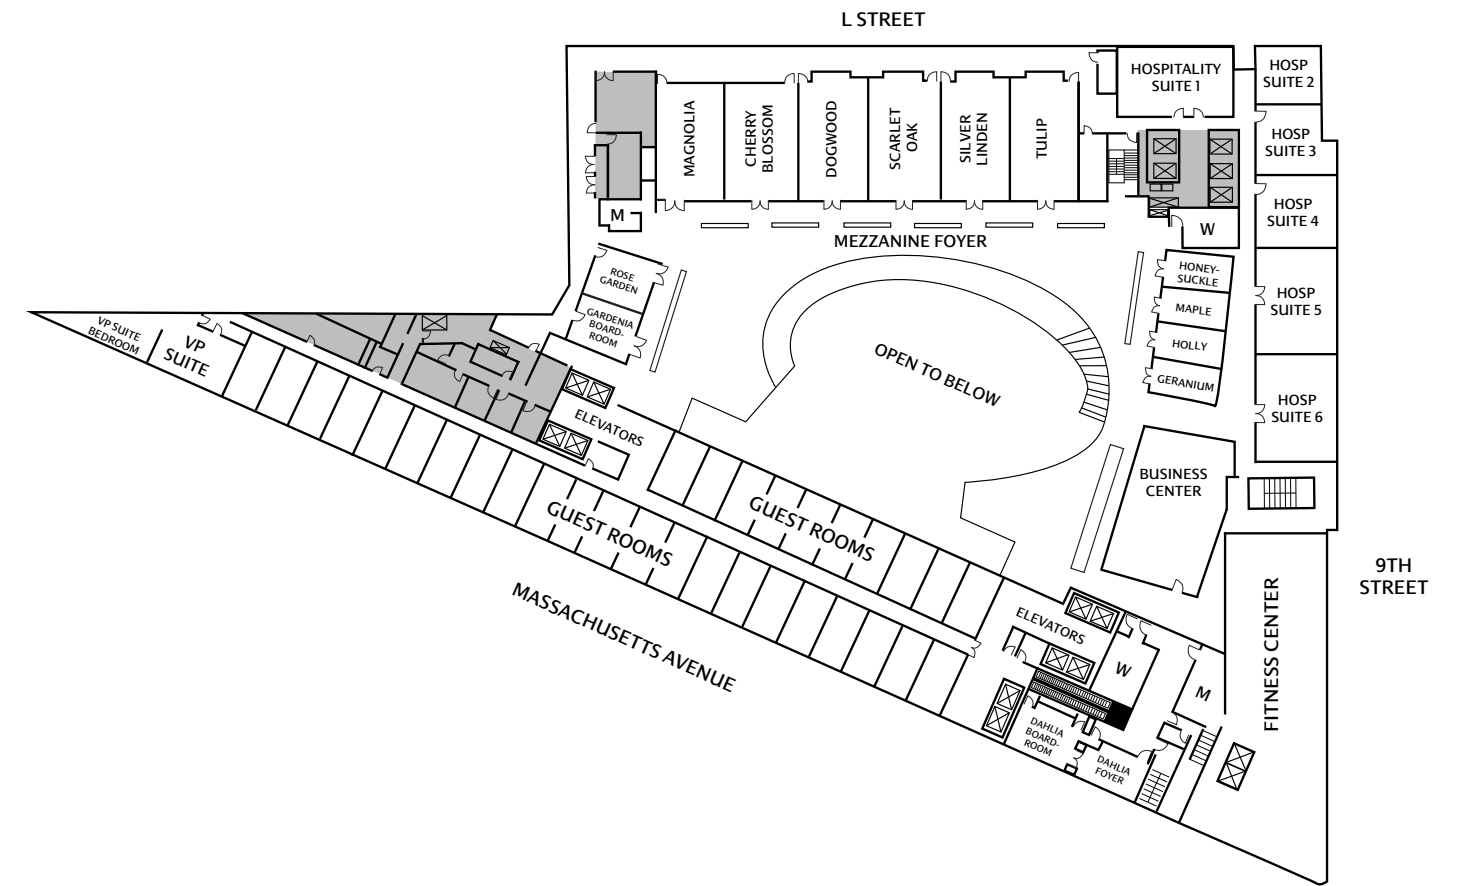 L STREET
HOSPITALITY
SUITE 1
HOSP
SUITE 2
HOSP
SUITE 3
HOSP
SUITE 4
HOSP
SUITE 5
HOSP
SUITE 6
MAGNOLIA
CHERRY
BLOSSOM
DOGWOOD
SCARLET
OAK
SILVER
LINDEN
TULIP
M
W
MEZZANINE FOYER
ROSE
GARDEN
GARDENIA
BOARD-
ROOM
HONEY-
SUCKLE
MAPLE
HOLLY
GERANIUM
OPEN TO BELOW
VP SUITE
BEDROOM
VP
SUITE
ELEVATORS
BUSINESS
CENTER
GUEST ROOMS
GUEST ROOMS
MASSACHUSETTS AVENUE
9TH
STREET
FITNESS CENTER
ELEVATORS
W
M
DAHLIA
BOARD-
ROOM
DAHLIA
FOYER